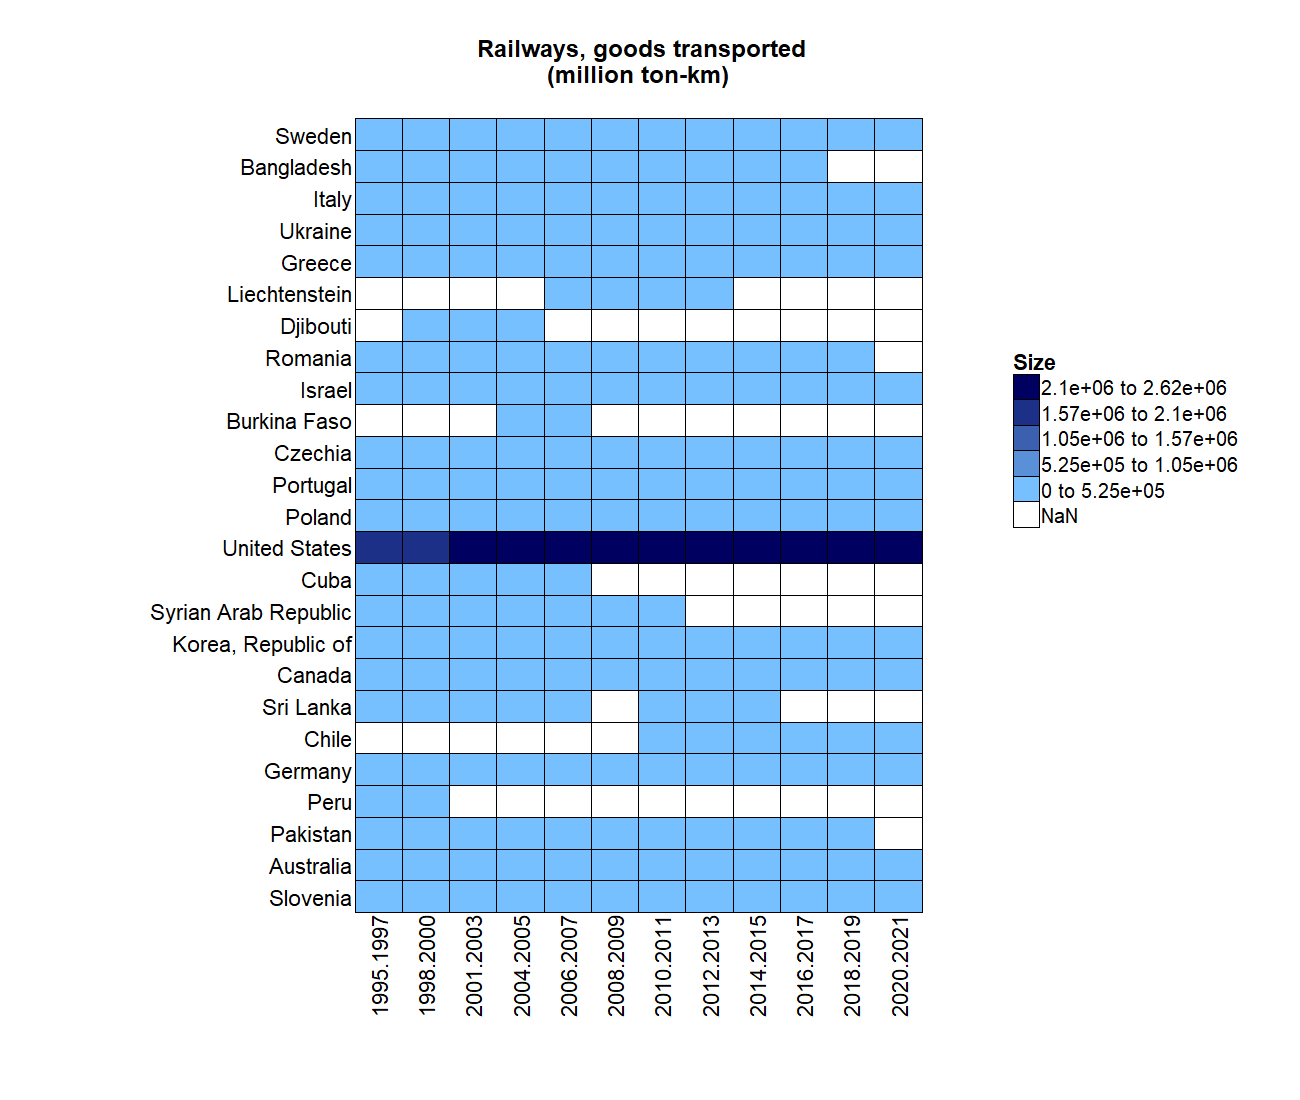 Railways, goods transported
(million ton-km)
Sweden
Bangladesh
Italy
Ukraine
Greece
Liechtenstein
Djibouti
Romania
Israel
Burkina Faso
Czechia
Portugal
Poland
United States
Cuba
Syrian Arab Republic
Korea, Republic of
Canada
Sri Lanka
Chile
Germany
Peru
Pakistan
Australia
Slovenia
1995.1997
1998.2000
2001.2003
2004.2005
2006.2007
2008.2009
2010.2011
2012.2013
2014.2015
2016.2017
2018.2019
2020.2021
Size
2.1e+06 to 2.62e+06
1.57e+06 to 2.1e+06
1.05e+06 to 1.57e+06
5.25e+05 to 1.05e+06
0 to 5.25e+05
NaN